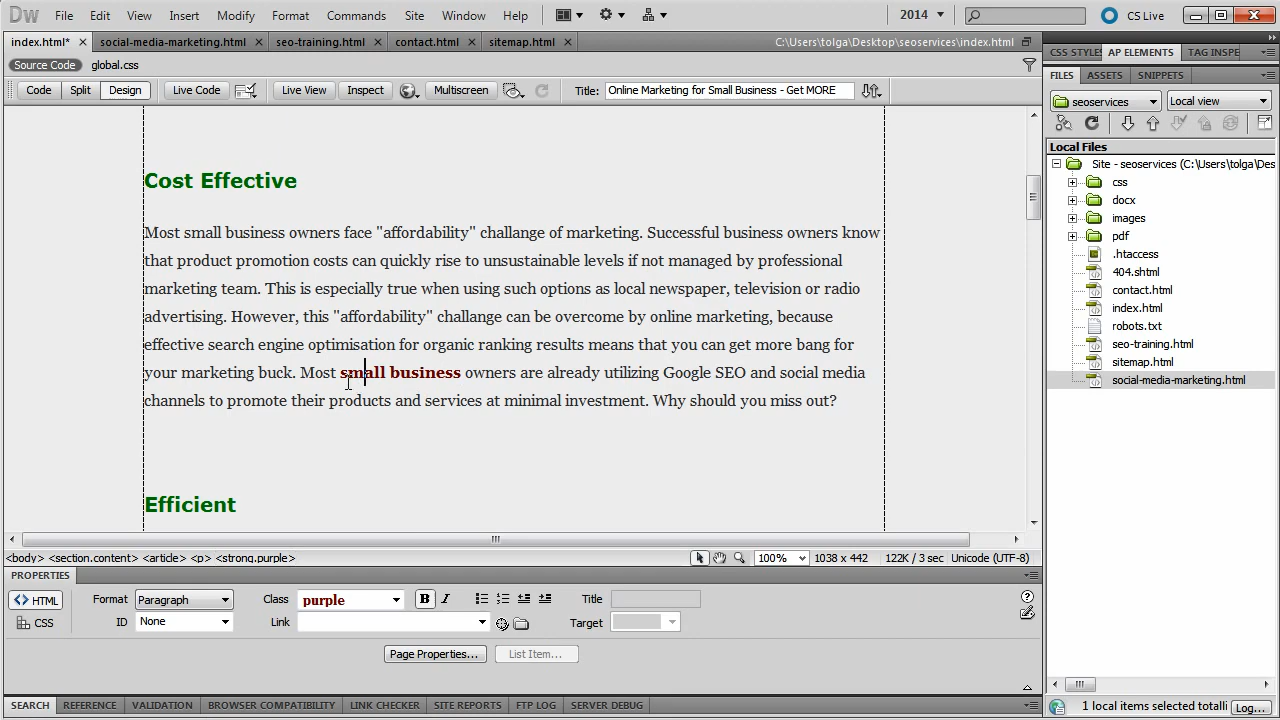 Dw File Edit View Insert Modify Format Commands Site Window Help 2014 CS Live
index.html* social-media-marketing.html seo-training.html contact.html sitemap.html C:\Users\tolga\Desktop\seoservices\index.html
CSS STYLES AP ELEMENTS TAG INSPE
Source Code global.css
FILES ASSETS SNIPPETS
Code Split Design Live Code Live View Inspect Multiscreen Title: Online Marketing for Small Business - Get MORE
seoservices Local view
Local Files
Site - seoservices (C:\Users\tolga\Des
css
docx
images
pdf
.htaccess
404.shtml
contact.html
index.html
robots.txt
seo-training.html
sitemap.html
social-media-marketing.html
Cost Effective
Most small business owners face "affordability" challange of marketing. Successful business owners know
that product promotion costs can quickly rise to unsustainable levels if not managed by professional
marketing team. This is especially true when using such options as local newspaper, television or radio
advertising. However, this "affordability" challange can be overcome by online marketing, because
effective search engine optimisation for organic ranking results means that you can get more bang for
your marketing buck. Most small business owners are already utilizing Google SEO and social media
channels to promote their products and services at minimal investment. Why should you miss out?
Efficient
<body> <section.content> <article> <p> <strong.purple> 100% 1038 x 442 122K / 3 sec Unicode (UTF-8)
PROPERTIES
HTML Format Paragraph Class purple B I Title
CSS ID None Link Target
Page Properties... List Item...
SEARCH REFERENCE VALIDATION BROWSER COMPATIBILITY LINK CHECKER SITE REPORTS FTP LOG SERVER DEBUG
1 local items selected totalli Log...